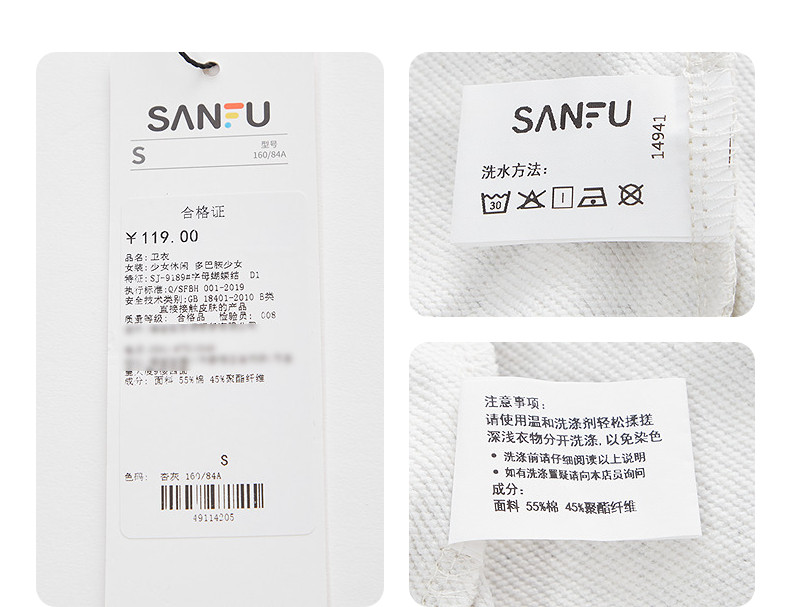 SANFU
S
型号
160/84A
合格证
￥119.00
品名:卫衣
女装:少女休闲 多巴胺少女
特征:SJ-9189#字母蝴蝶结 D1
执行标准:Q/SFBH 001-2019
安全技术类别:GB 18401-2010 B类
直接接触皮肤的产品
质量等级: 合格品 检验员: 008
成分: 面料 55%棉 45%聚酯纤维
S
色码: 杏灰 160/84A
49114205
SANFU
14941
洗水方法:
30
注意事项:
请使用温和洗涤剂轻松揉搓
深浅衣物分开洗涤,以免染色
• 洗涤前请仔细阅读以上说明
• 如有洗涤置疑请向本店员询问
成分:
面料 55%棉 45%聚酯纤维